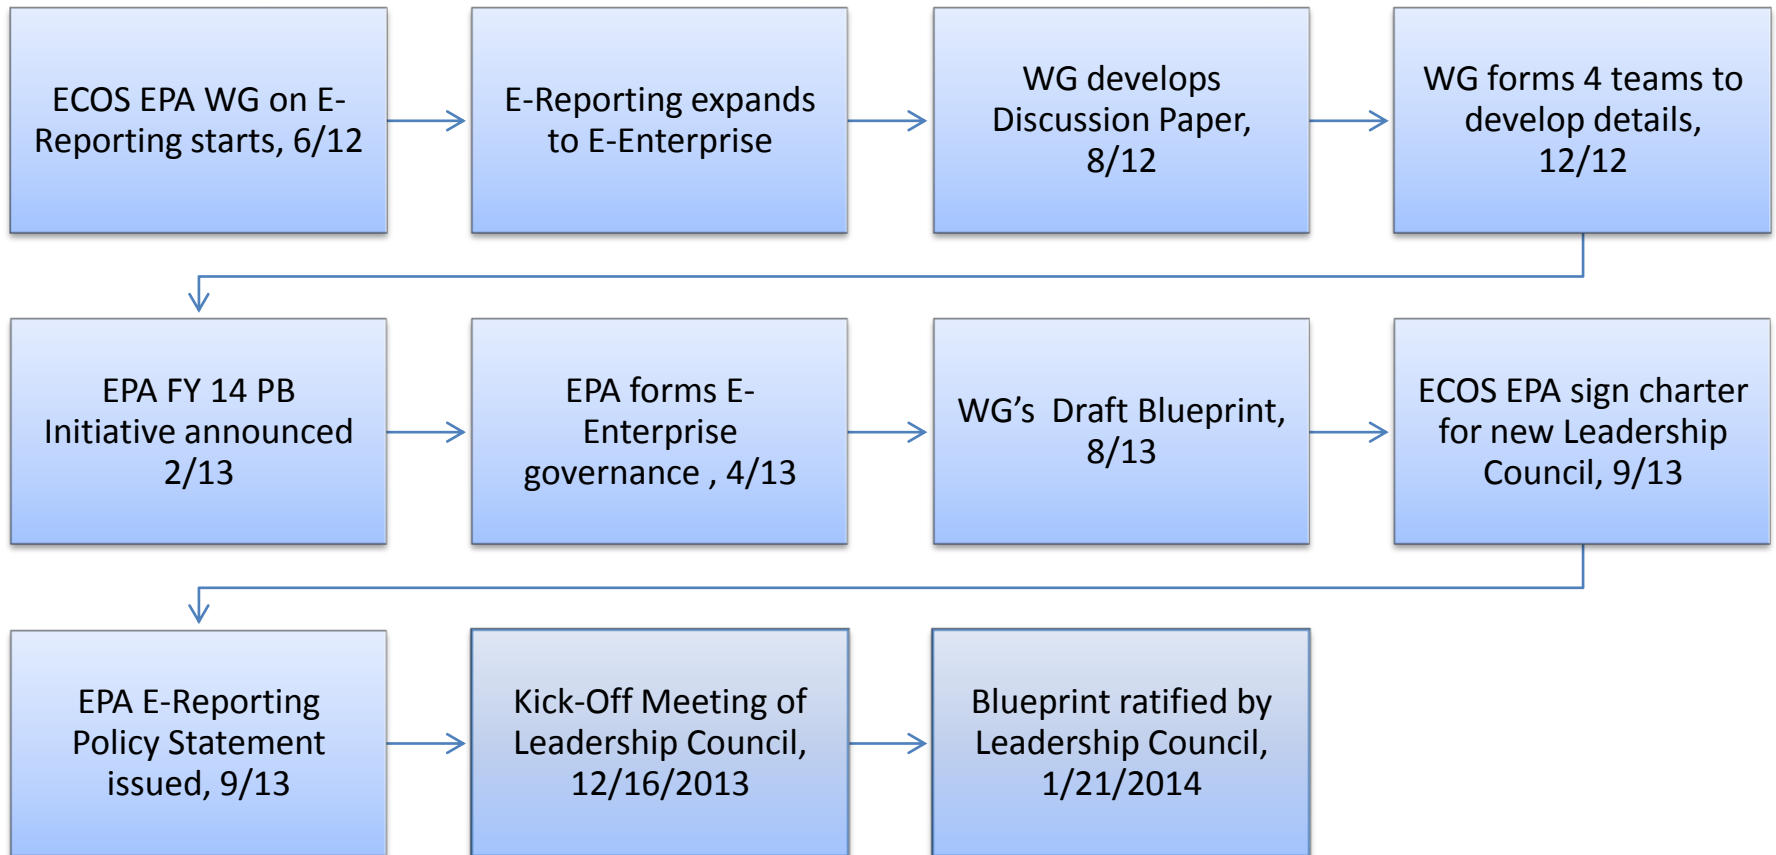 ECOS EPA WG on E-
Reporting starts, 6/12
E-Reporting expands
to E-Enterprise
WG develops
Discussion Paper,
8/12
WG forms 4 teams to
develop details,
12/12
EPA FY 14 PB
Initiative announced
2/13
EPA forms E-
Enterprise
governance , 4/13
WG’s  Draft Blueprint,
8/13
ECOS EPA sign charter
for new Leadership
Council, 9/13
EPA E-Reporting
Policy Statement
issued, 9/13
Kick-Off Meeting of
Leadership Council,
12/16/2013
Blueprint ratified by
Leadership Council,
1/21/2014